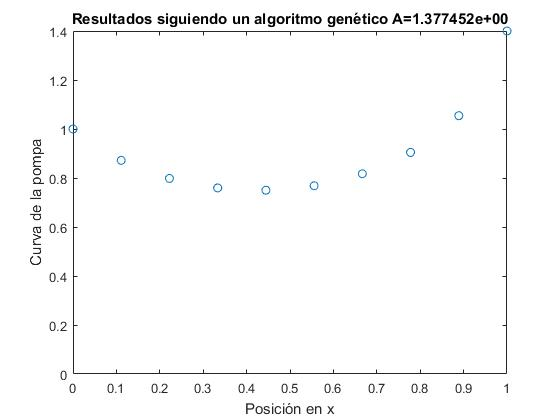 Resultados siguiendo un algoritmo genético A=1.377452e+00
1.4
1.2
1
0.8
0.6
0.4
0.2
0
Curva de la pompa
0 0.1 0.2 0.3 0.4 0.5 0.6 0.7 0.8 0.9 1
Posición en x